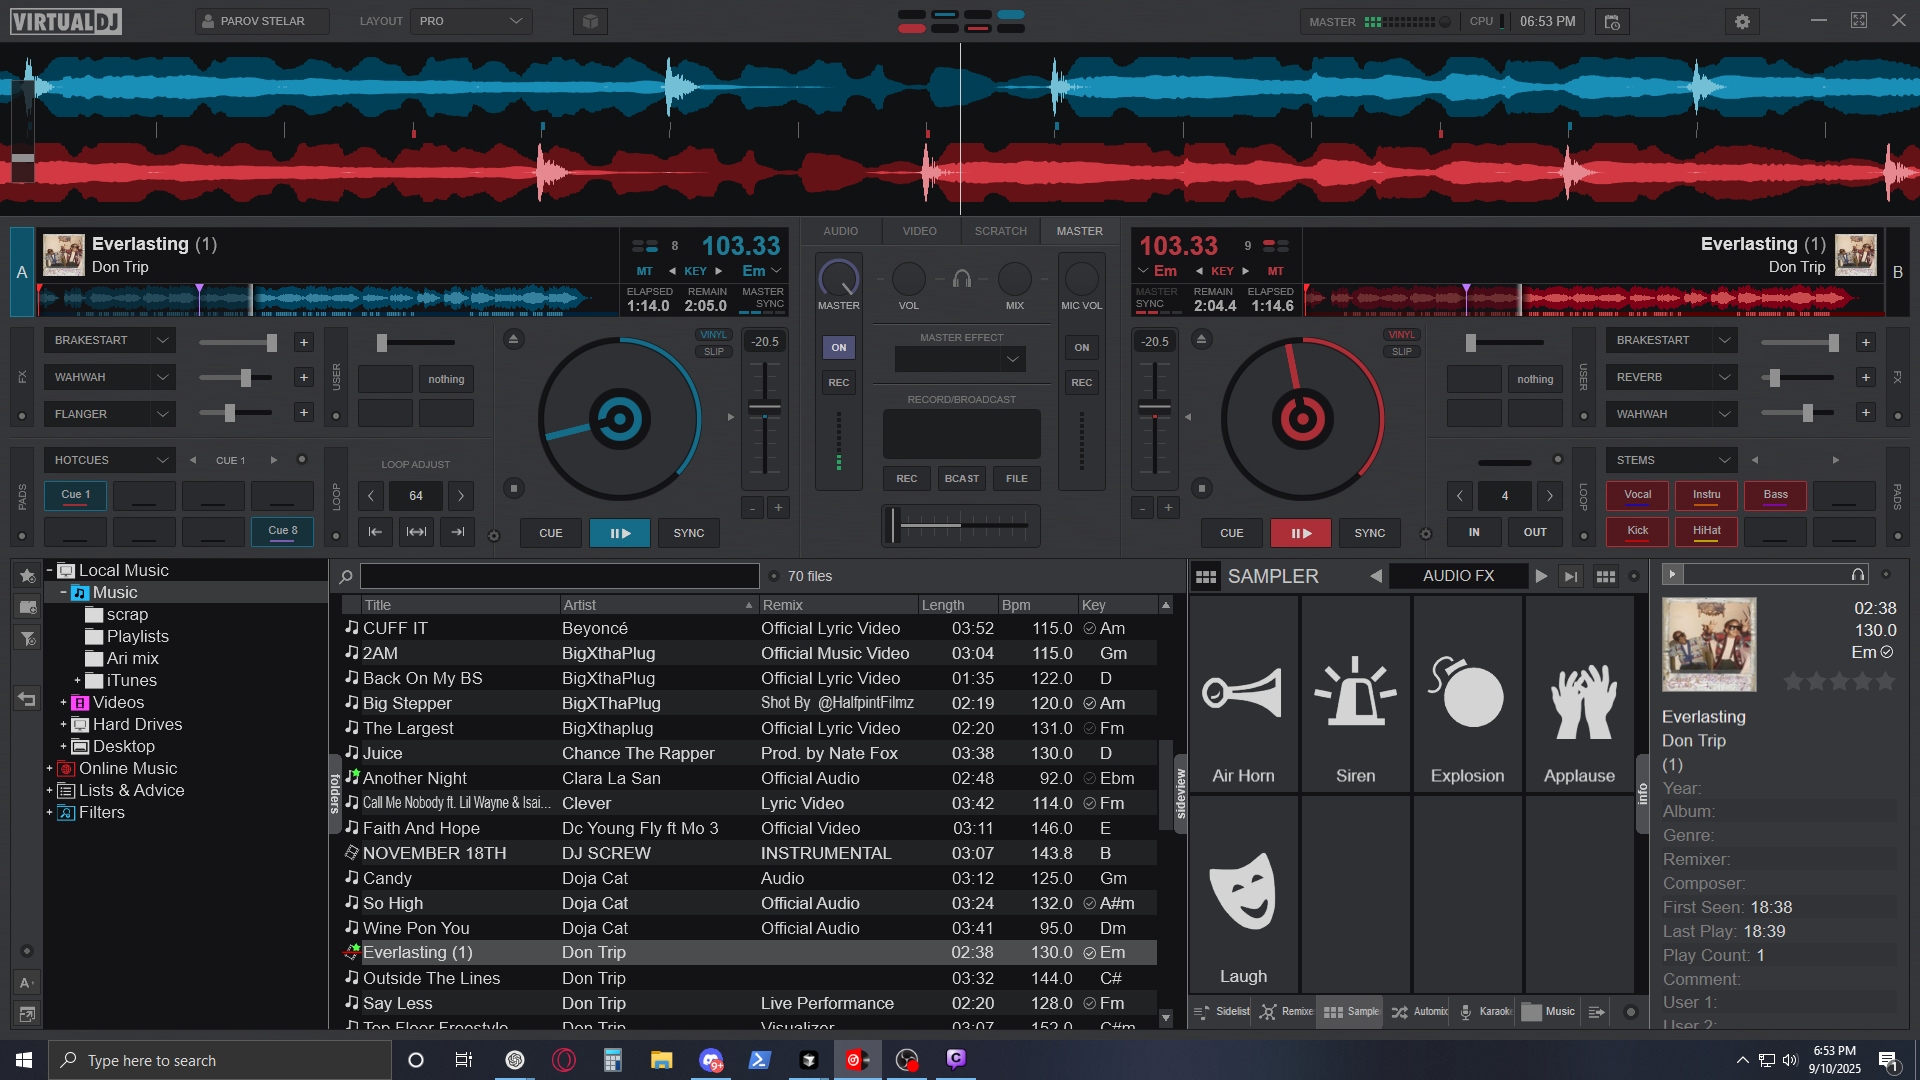 VIRTUALDJ
PAROV STELAR
LAYOUT
PRO
MASTER
CPU
06:53 PM
A
Everlasting (1)
Don Trip
8
103.33
MT
KEY
Em
ELAPSED
1:14.0
REMAIN
2:05.0
MASTER
SYNC
AUDIO
VIDEO
SCRATCH
MASTER
103.33
9
Em
KEY
MT
MASTER
SYNC
REMAIN
2:04.4
ELAPSED
1:14.6
Everlasting (1)
Don Trip
B
FX
BRAKESTART
WAHWAH
FLANGER
USER
nothing
VINYL
SLIP
-20.5
MASTER
ON
REC
VOL
MIX
MIC VOL
ON
REC
MASTER EFFECT
RECORD/BROADCAST
REC
BCAST
FILE
-20.5
VINYL
SLIP
nothing
USER
BRAKESTART
REVERB
WAHWAH
FX
PADS
HOTCUES
CUE 1
Cue 1
Cue 8
LOOP
LOOP ADJUST
64
CUE
SYNC
- +
- +
CUE
SYNC
4
IN
OUT
LOOP
STEMS
Vocal
Instru
Bass
Kick
HiHat
PADS
Local Music
Music
scrap
Playlists
Ari mix
iTunes
Videos
Hard Drives
Desktop
Online Music
Lists & Advice
Filters
folders
70 files
Title Artist Remix Length Bpm Key
CUFF IT Beyoncé Official Lyric Video 03:52 115.0 Am
2AM BigXthaPlug Official Music Video 03:04 115.0 Gm
Back On My BS BigXthaPlug Official Lyric Video 01:35 122.0 D
Big Stepper BigXThaPlug Shot By @HalfpintFilmz 02:19 120.0 Am
The Largest BigXthaplug Official Lyric Video 02:20 131.0 Fm
Juice Chance The Rapper Prod. by Nate Fox 03:38 130.0 D
Another Night Clara La San Official Audio 02:48 92.0 Ebm
Call Me Nobody ft. Lil Wayne & Isai... Clever Lyric Video 03:42 114.0 Fm
Faith And Hope Dc Young Fly ft Mo 3 Official Video 03:11 146.0 E
NOVEMBER 18TH DJ SCREW INSTRUMENTAL 03:07 143.8 B
Candy Doja Cat Audio 03:12 125.0 Gm
So High Doja Cat Official Audio 03:24 132.0 A#m
Wine Pon You Doja Cat Official Audio 03:41 95.0 Dm
Everlasting (1) Don Trip 02:38 130.0 Em
Outside The Lines Don Trip 03:32 144.0 C#
Say Less Don Trip Live Performance 02:20 128.0 Fm
Top Floor Freestyle Don Trip Visualizer 03:07 152.0 C#m
sideview
SAMPLER
AUDIO FX
Air Horn
Siren
Explosion
Applause
Laugh
Sidelist
Remixe
Sample
Automix
Karaok
Music
info
02:38
130.0
Em
Everlasting
Don Trip
(1)
Year:
Album:
Genre:
Remixer:
Composer:
First Seen: 18:38
Last Play: 18:39
Play Count: 1
Comment:
User 1:
User 2:
Type here to search
9+
6:53 PM
9/10/2025
1